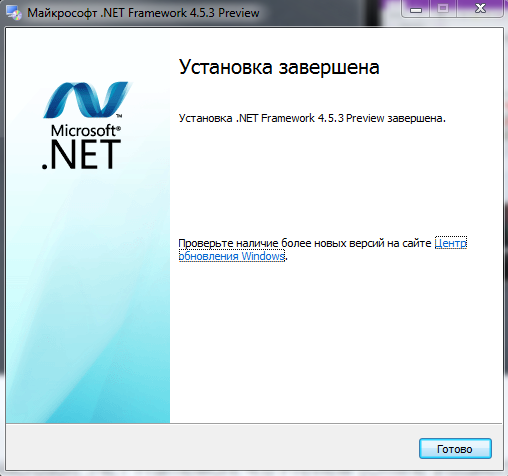 Майкрософт .NET Framework 4.5.3 Preview
Microsoft®
.NET™
Установка завершена
Установка .NET Framework 4.5.3 Preview завершена.
Проверьте наличие более новых версий на сайте Центр
обновления Windows.
Готово